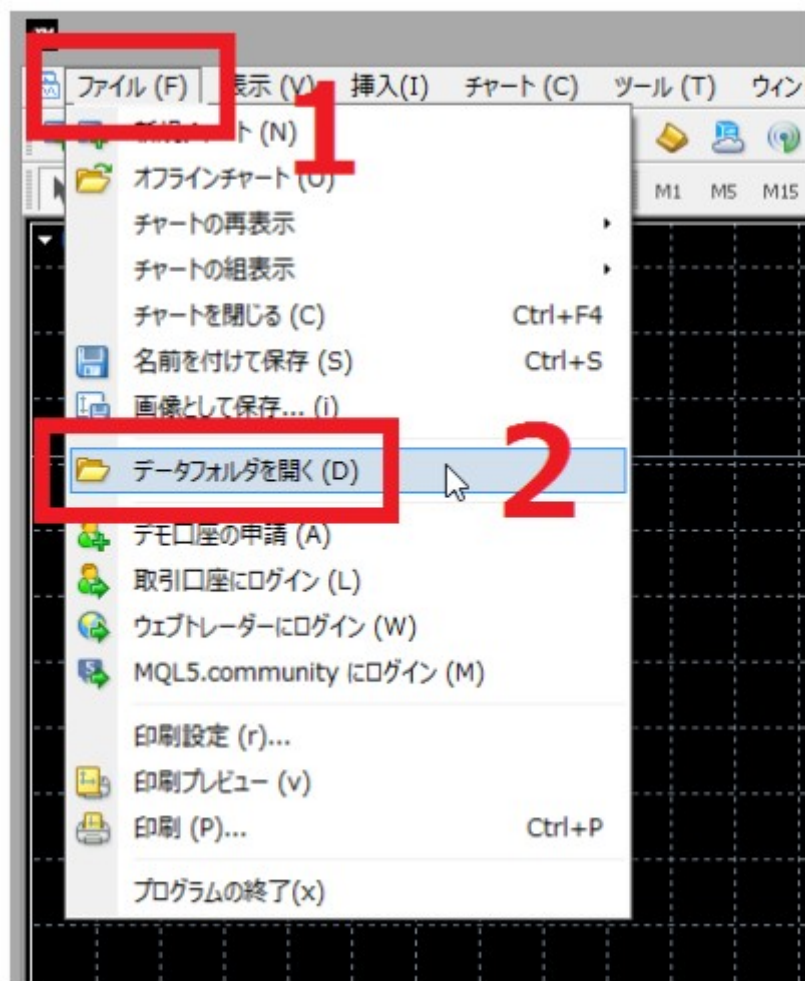 ファイル (F) 表示 (V) 挿入(I) チャート (C) ツール (T)
1
(N)
オフラインチャート (O)
M1 M5 M15
チャートの再表示
チャートの組表示
チャートを閉じる (C) Ctrl+F4
名前を付けて保存 (S) Ctrl+S
画像として保存... (i)
データフォルダを開く (D)
2
デモ口座の申請 (A)
取引口座にログイン (L)
ウェブトレーダーにログイン (W)
MQL5.community にログイン (M)
印刷設定 (r)...
印刷プレビュー (v)
印刷 (P)... Ctrl+P
プログラムの終了(x)